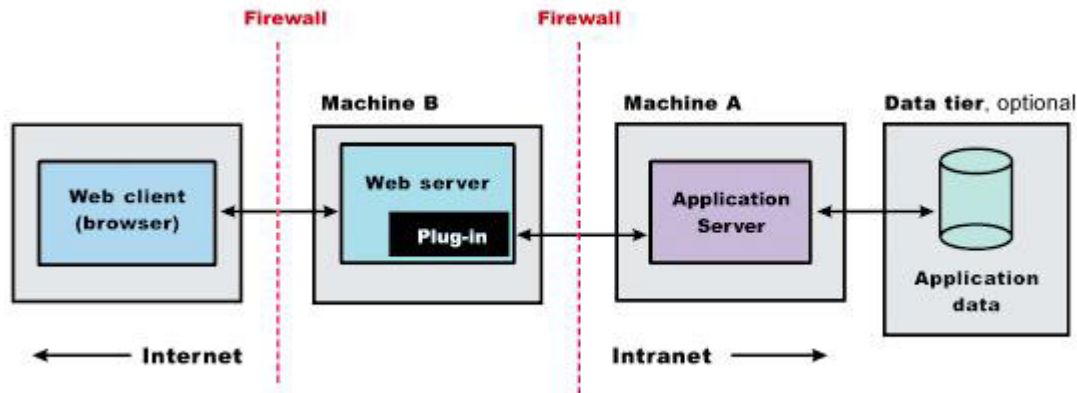 Firewall
Firewall
Machine B
Machine A
Data tier, optional
Web client
(browser)
Web server
Plug-in
Application
Server
Application
data
Internet
Intranet